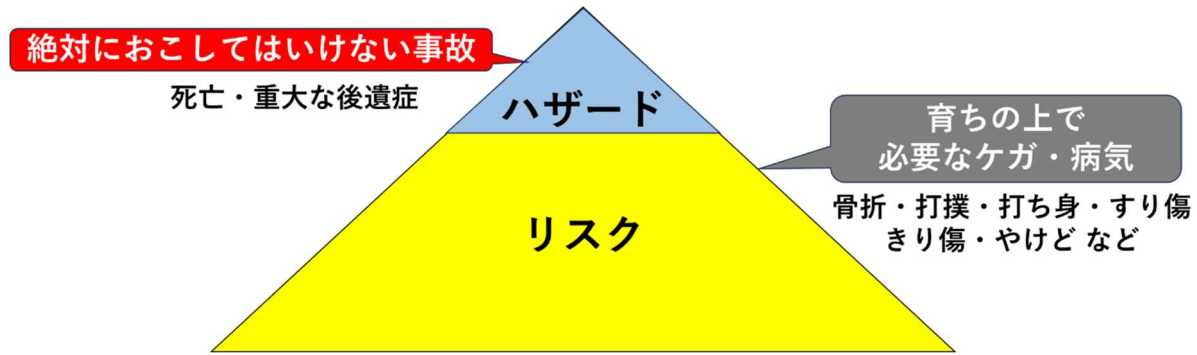 絶対におこしてはいけない事故
死亡・重大な後遺症
ハザード
育ちの上で
必要なケガ・病気
骨折・打撲・打ち身・すり傷
きり傷・やけど など
リスク